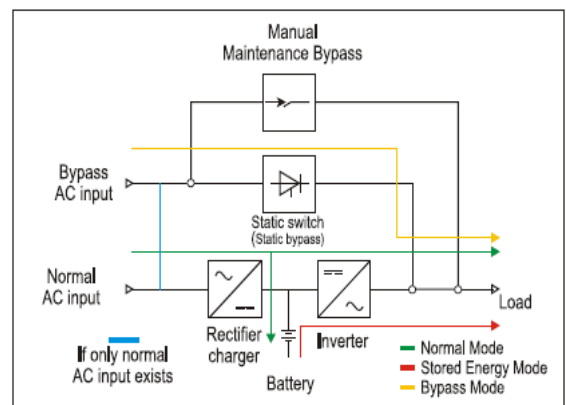 Manual
Maintenance Bypass
Bypass
AC input
Static switch
(Static bypass)
Normal
AC input
Load
Rectifier
charger
Inverter
If only normal
AC input exists
Battery
Normal Mode
Stored Energy Mode
Bypass Mode